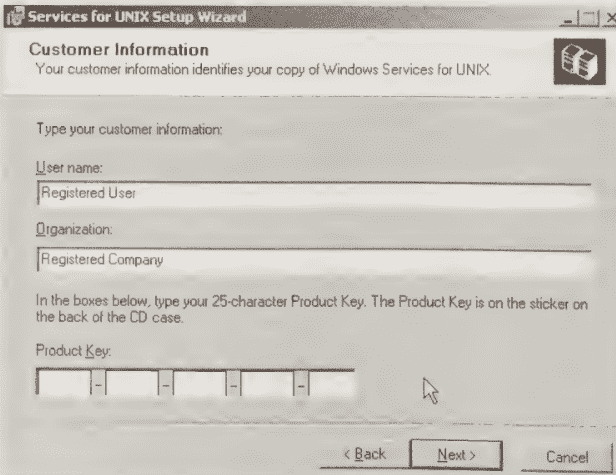 Services for UNIX Setup Wizard
Customer Information
Your customer information identifies your copy of Windows Services for UNIX.
Type your customer information:
User name:
Registered User
Organization:
Registered Company
In the boxes below, type your 25-character Product Key. The Product Key is on the sticker on
the back of the CD case.
Product Key:
- - - -
< Back Next > Cancel